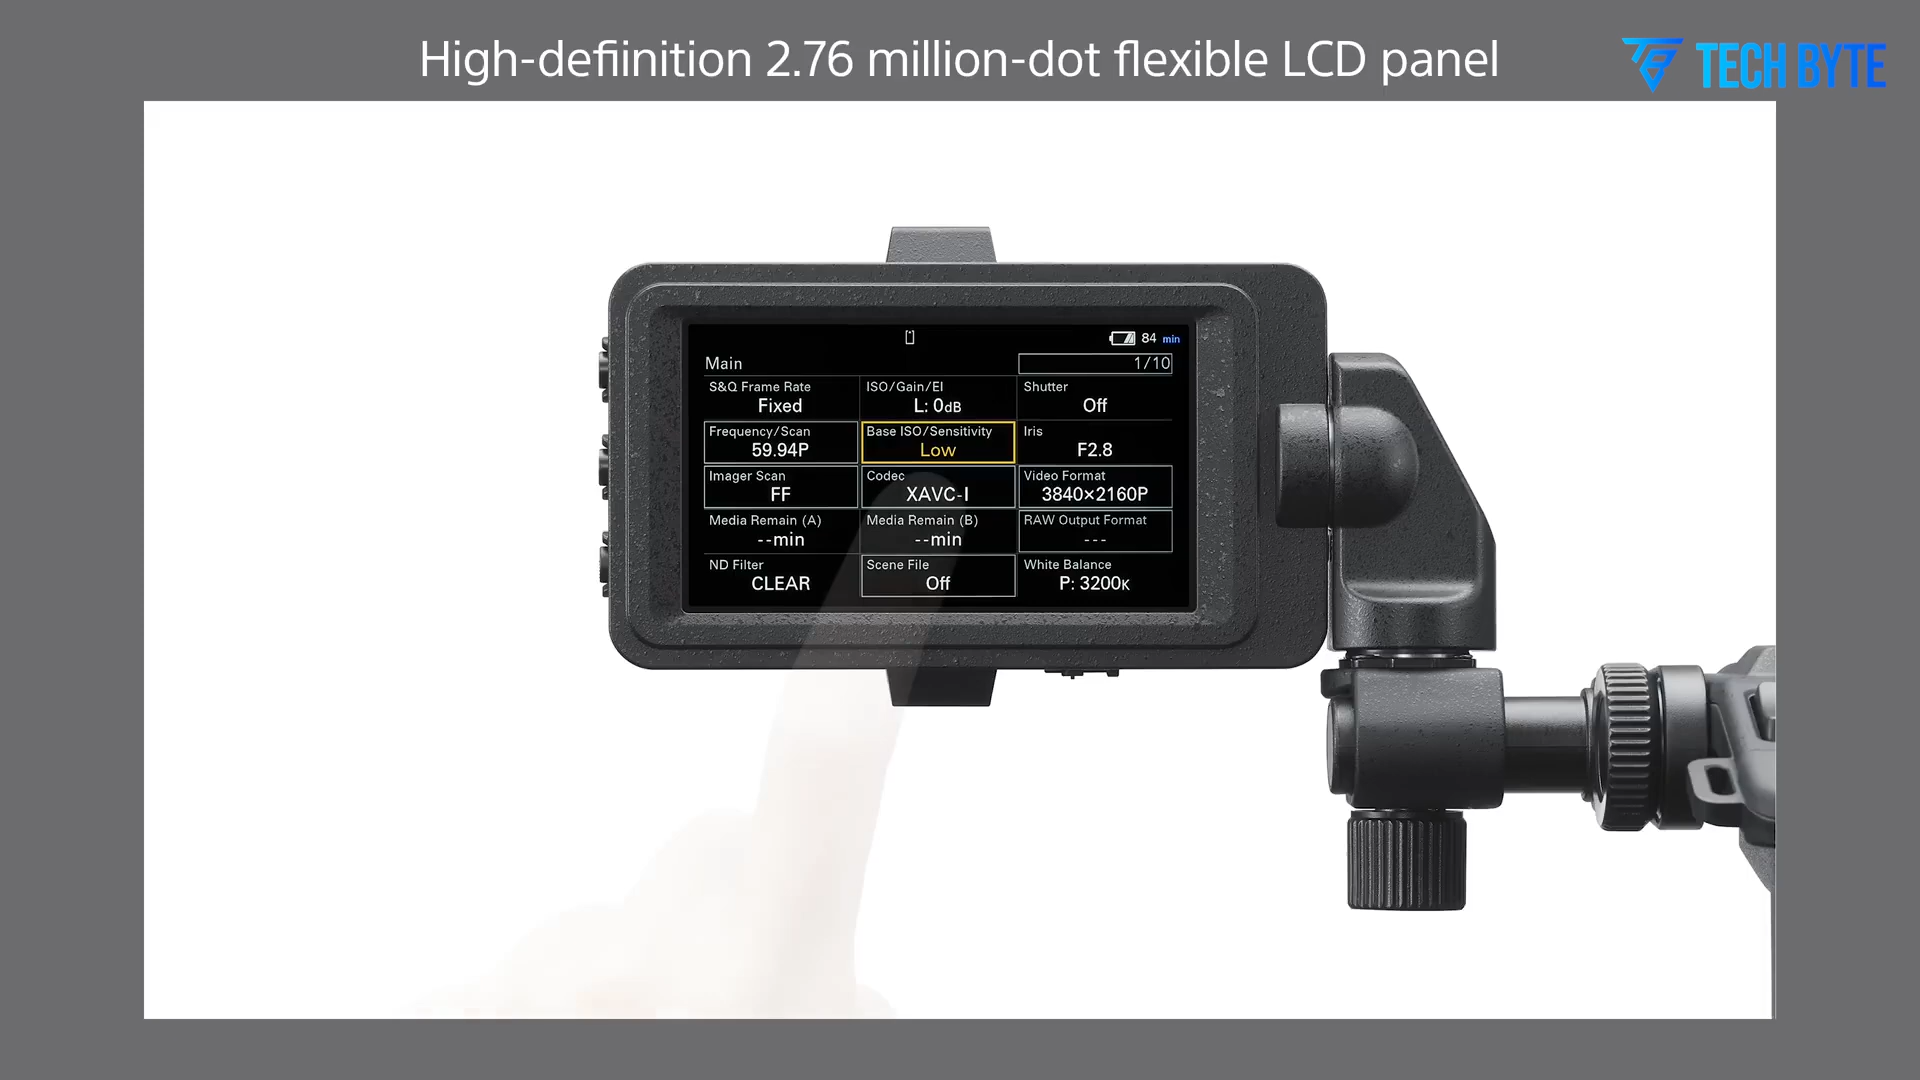 High-defiinition 2.76 million-dot flexible LCD panel
TECH BYTE
84 min
Main
1/10
S&Q Frame Rate
Fixed
ISO/Gain/EI
L: 0dB
Shutter
Off
Frequency/Scan
59.94P
Base ISO/Sensitivity
Low
Iris
F2.8
Imager Scan
FF
Codec
XAVC-I
Video Format
3840×2160P
Media Remain (A)
--min
Media Remain (B)
--min
RAW Output Format
---
ND Filter
CLEAR
Scene File
Off
White Balance
P: 3200K